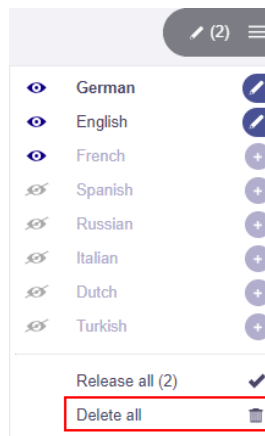 (2)
German
English
French
Spanish
Russian
Italian
Dutch
Turkish
Release all (2)
Delete all